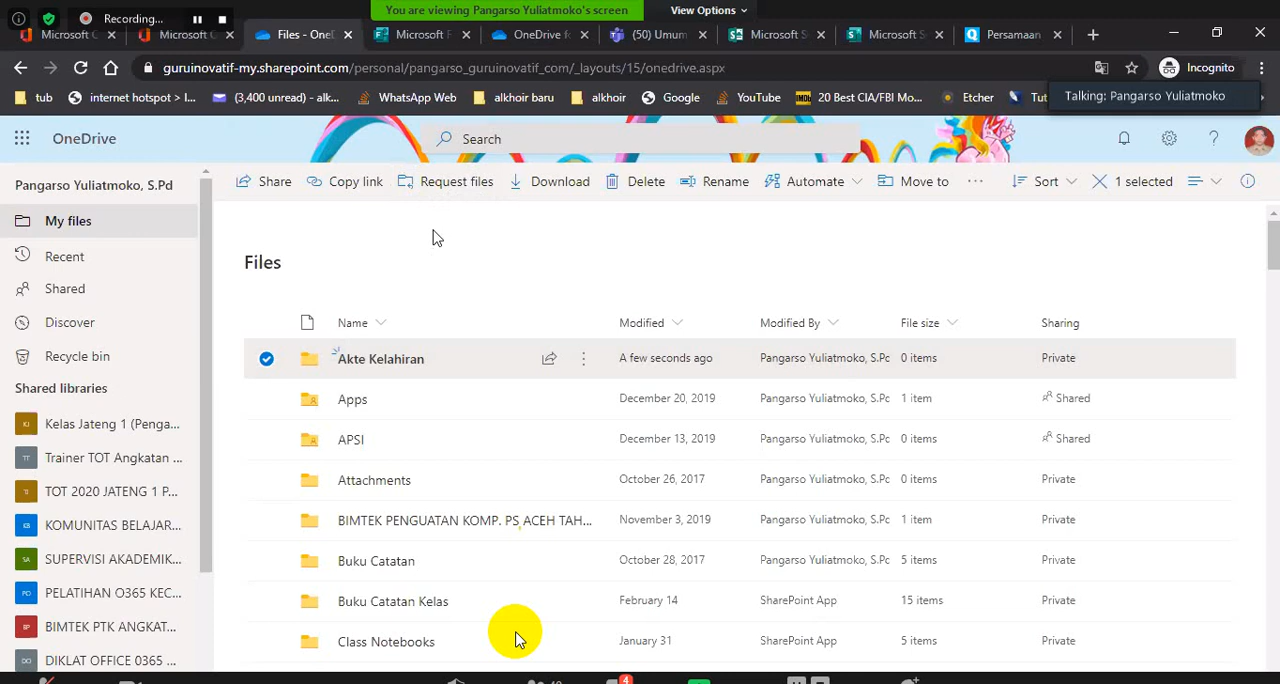 Recording...
You are viewing Pangarso Yuliatmoko's screen
View Options
Microsoft C
Microsoft C
Files - OneD
Microsoft F
OneDrive fo
(50) Umum
Microsoft S
Microsoft S
Persamaan
guruinovatif-my.sharepoint.com/personal/pangarso_guruinovatif_com/_layouts/15/onedrive.aspx
Incognito
tub
internet hotspot > I...
(3,400 unread) - alk...
WhatsApp Web
alkhoir baru
alkhoir
Google
YouTube
20 Best CIA/FBI Mo...
Etcher
Tut
Talking: Pangarso Yuliatmoko
OneDrive
Search
Pangarso Yuliatmoko, S.Pd
Share
Copy link
Request files
Download
Delete
Rename
Automate
Move to
Sort
1 selected
My files
Recent
Shared
Discover
Recycle bin
Shared libraries
Kelas Jateng 1 (Penga...
Trainer TOT Angkatan ...
TOT 2020 JATENG 1 P...
KOMUNITAS BELAJAR...
SUPERVISI AKADEMIK...
PELATIHAN O365 KEC...
BIMTEK PTK ANGKAT...
DIKLAT OFFICE 0365 ...
Files
Name Modified Modified By File size Sharing
Akte Kelahiran A few seconds ago Pangarso Yuliatmoko, S.Pc 0 items Private
Apps December 20, 2019 Pangarso Yuliatmoko, S.Pc 1 item Shared
APSI December 13, 2019 Pangarso Yuliatmoko, S.Pc 0 items Shared
Attachments October 26, 2017 Pangarso Yuliatmoko, S.Pc Private
BIMTEK PENGUATAN KOMP. PS ACEH TAH... November 3, 2019 Pangarso Yuliatmoko, S.Pc 1 item Private
Buku Catatan October 28, 2017 Pangarso Yuliatmoko, S.Pc 5 items Private
Buku Catatan Kelas February 14 SharePoint App 15 items Private
Class Notebooks January 31 SharePoint App 5 items Private
4